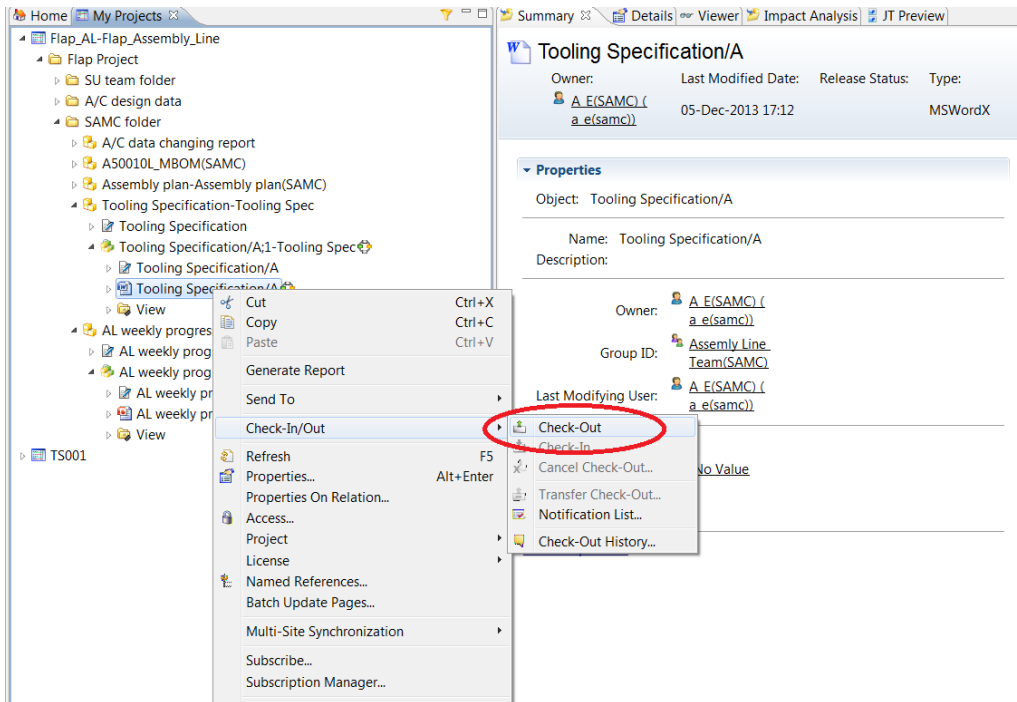 Home My Projects
Flap_AL-Flap_Assembly_Line
Flap Project
SU team folder
A/C design data
SAMC folder
A/C data changing report
A50010L_MBOM(SAMC)
Assembly plan-Assembly plan(SAMC)
Tooling Specification-Tooling Spec
Tooling Specification
Tooling Specification/A;1-Tooling Spec
Tooling Specification/A
Tooling Specification/A
View
AL weekly progres
AL weekly prog
AL weekly prog
AL weekly pr
AL weekly pr
View
TS001
Cut Ctrl+X
Copy Ctrl+C
Paste Ctrl+V
Generate Report
Send To
Check-In/Out
Refresh F5
Properties... Alt+Enter
Properties On Relation...
Access...
Project
License
Named References...
Batch Update Pages...
Multi-Site Synchronization
Subscribe...
Subscription Manager...
Check-Out
Check-In...
Cancel Check-Out...
Transfer Check-Out...
Notification List...
Check-Out History...
Summary Details Viewer Impact Analysis JT Preview
Tooling Specification/A
Owner: Last Modified Date: Release Status: Type:
A_E(SAMC) ( 05-Dec-2013 17:12 MSWordX
a_e(samc))
Properties
Object: Tooling Specification/A
Name: Tooling Specification/A
Description:
Owner: A_E(SAMC) (
a_e(samc))
Group ID: Assemly Line
Team(SAMC)
Last Modifying User: A_E(SAMC) (
a_e(samc))
No Value